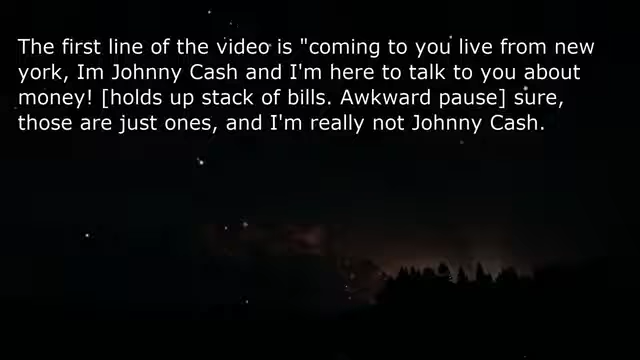 The first line of the video is "coming to you live from new
york, Im Johnny Cash and I'm here to talk to you about
money! [holds up stack of bills. Awkward pause] sure,
those are just ones, and I'm really not Johnny Cash.